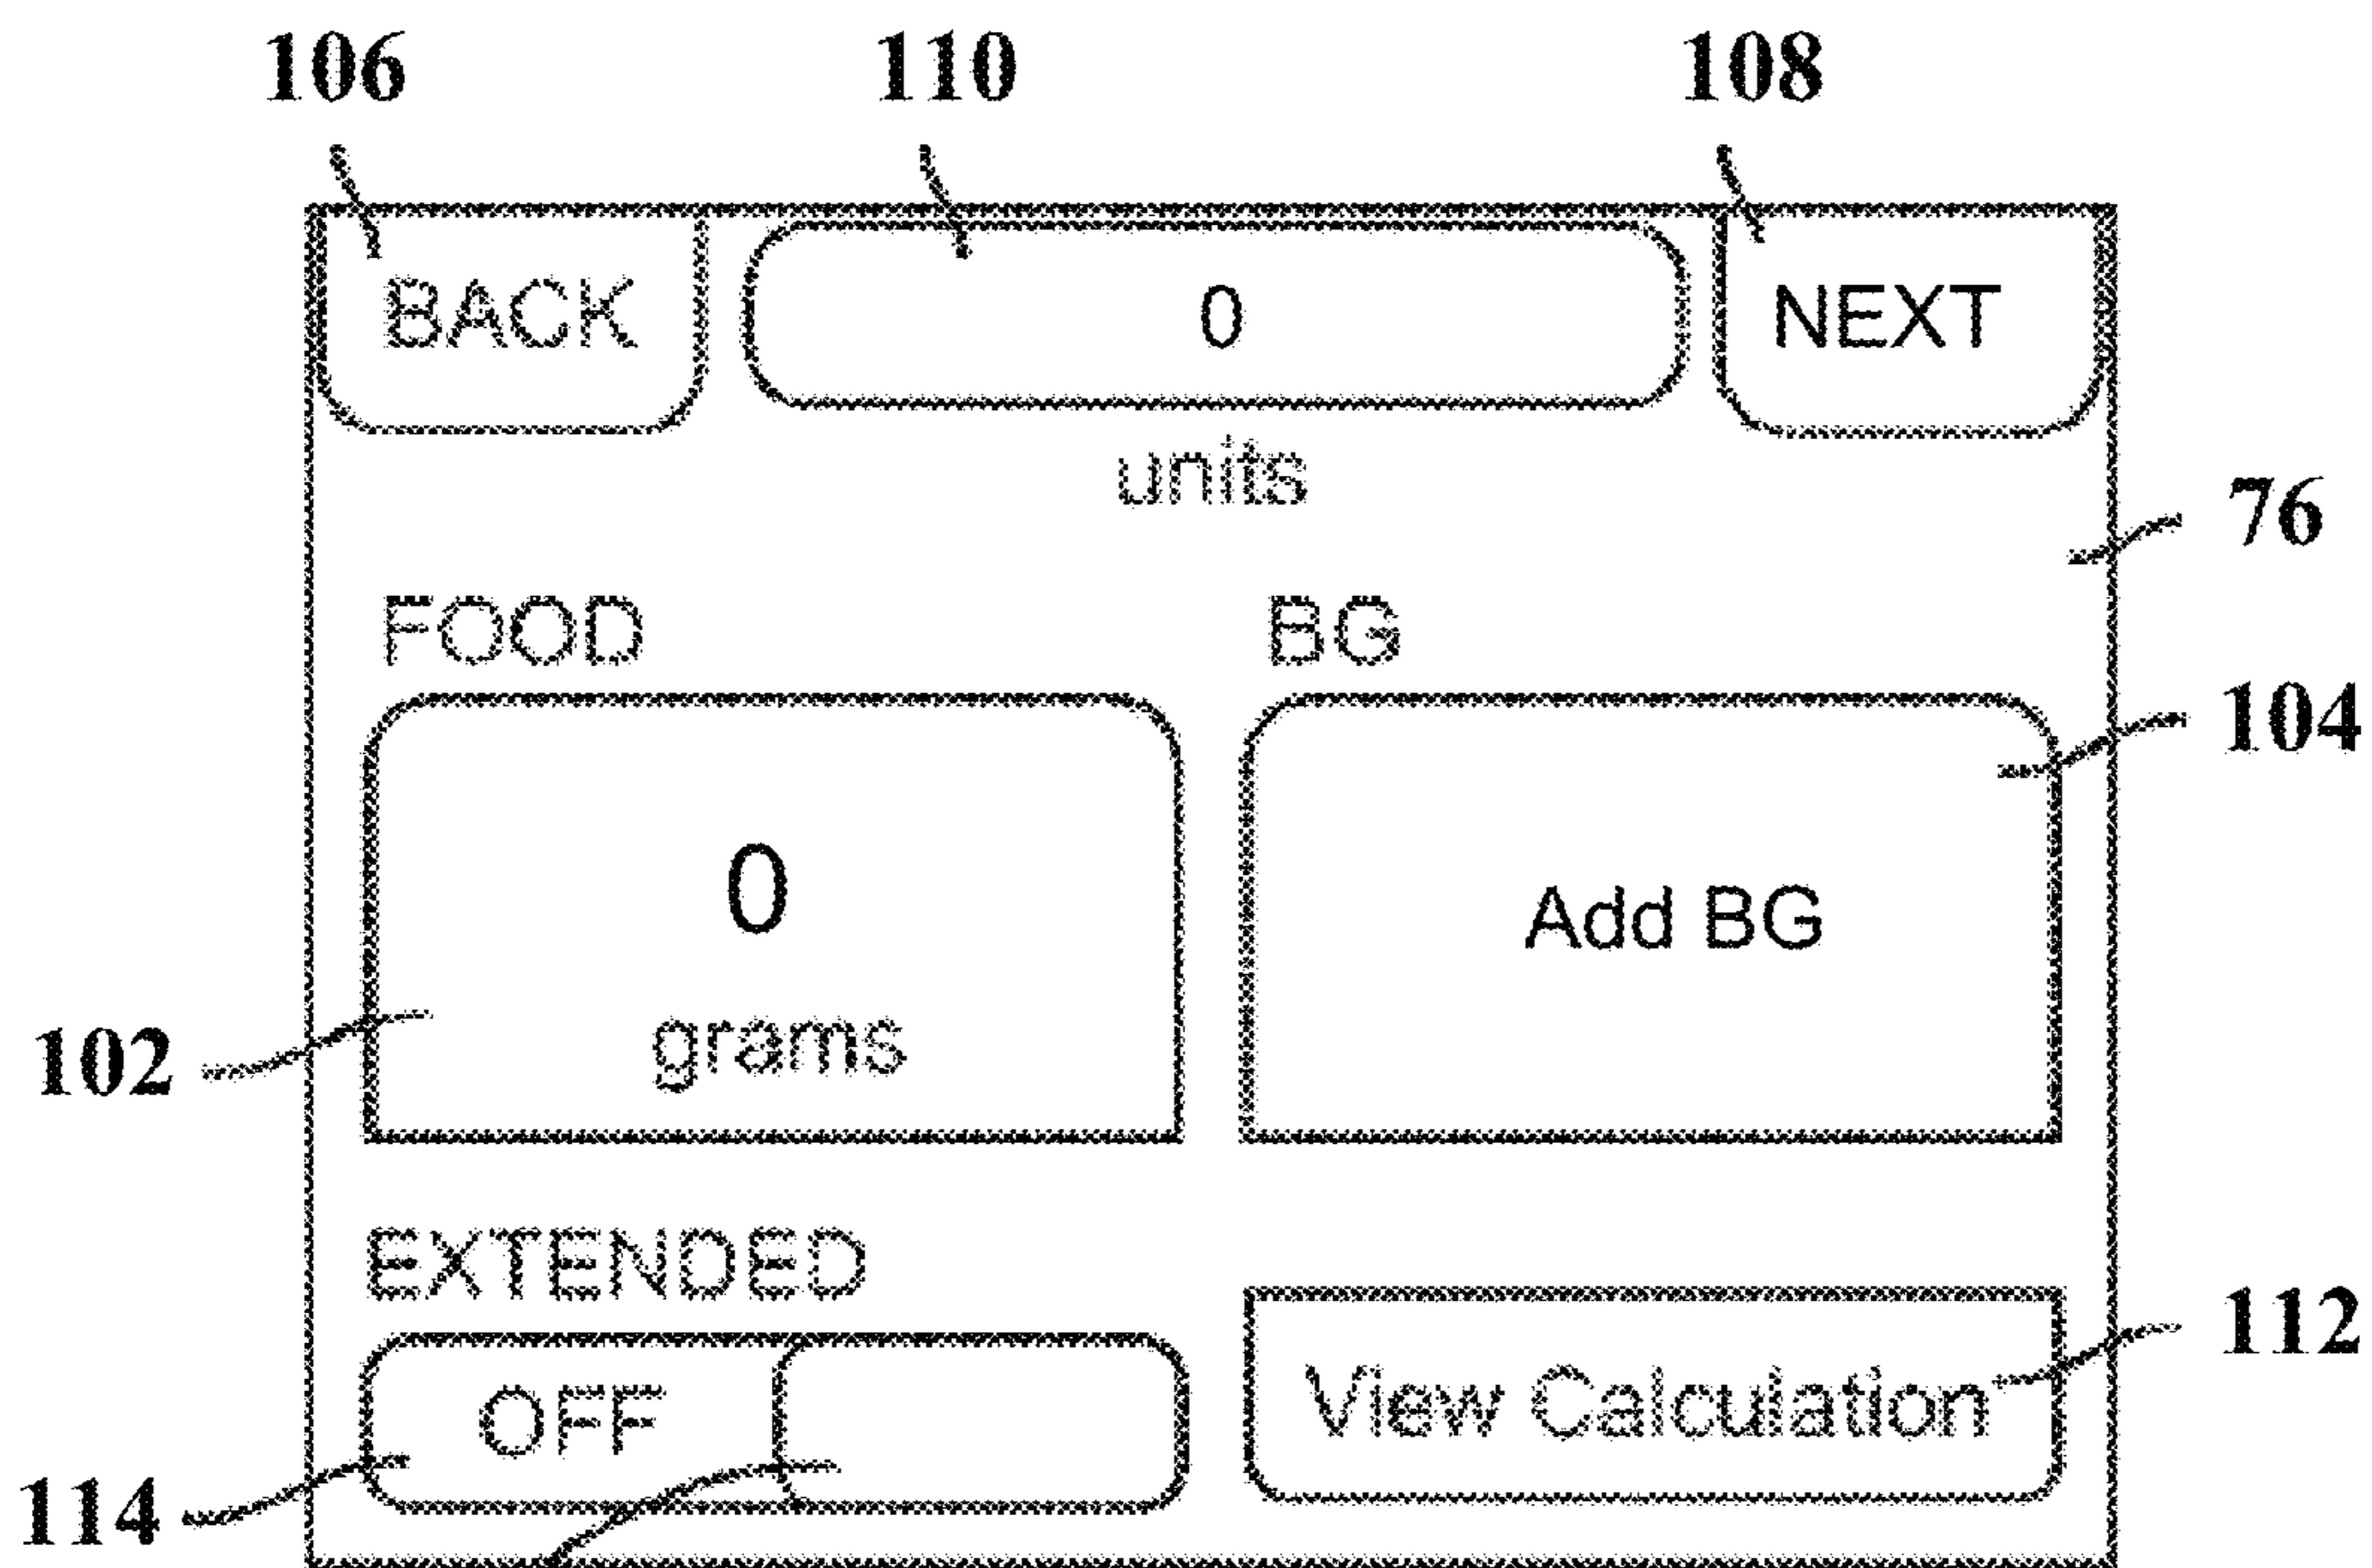 106 110 108
BACK 0 NEXT
units
76
FOOD BG
104
0
Add BG
grams
102
EXTENDED
112
OFF View Calculation
114